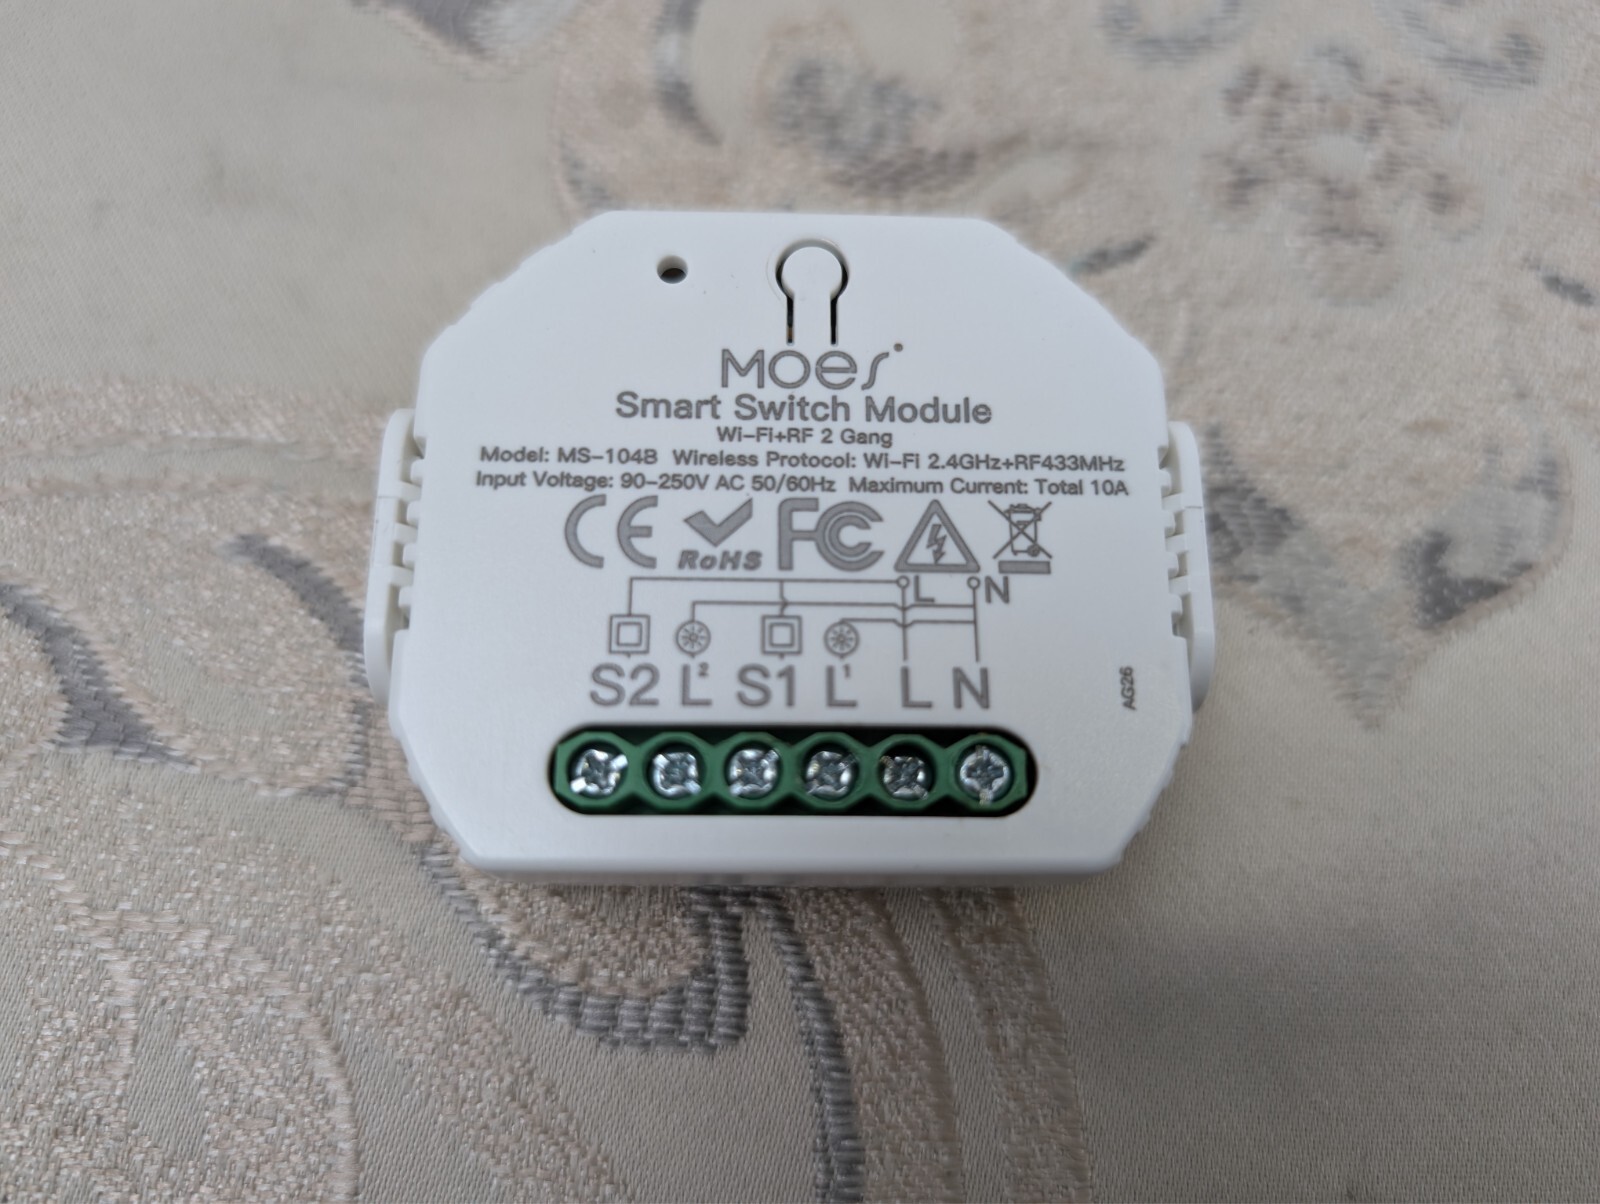 MOES
Smart Switch Module
Wi-Fi+RF 2 Gang
Model: MS-104B Wireless Protocol: Wi-Fi 2.4GHz+RF433MHz
Input Voltage: 90-250V AC 50/60Hz Maximum Current: Total 10A
CE RoHS FC
L N
S2 L² S1 L¹ L N
AG26